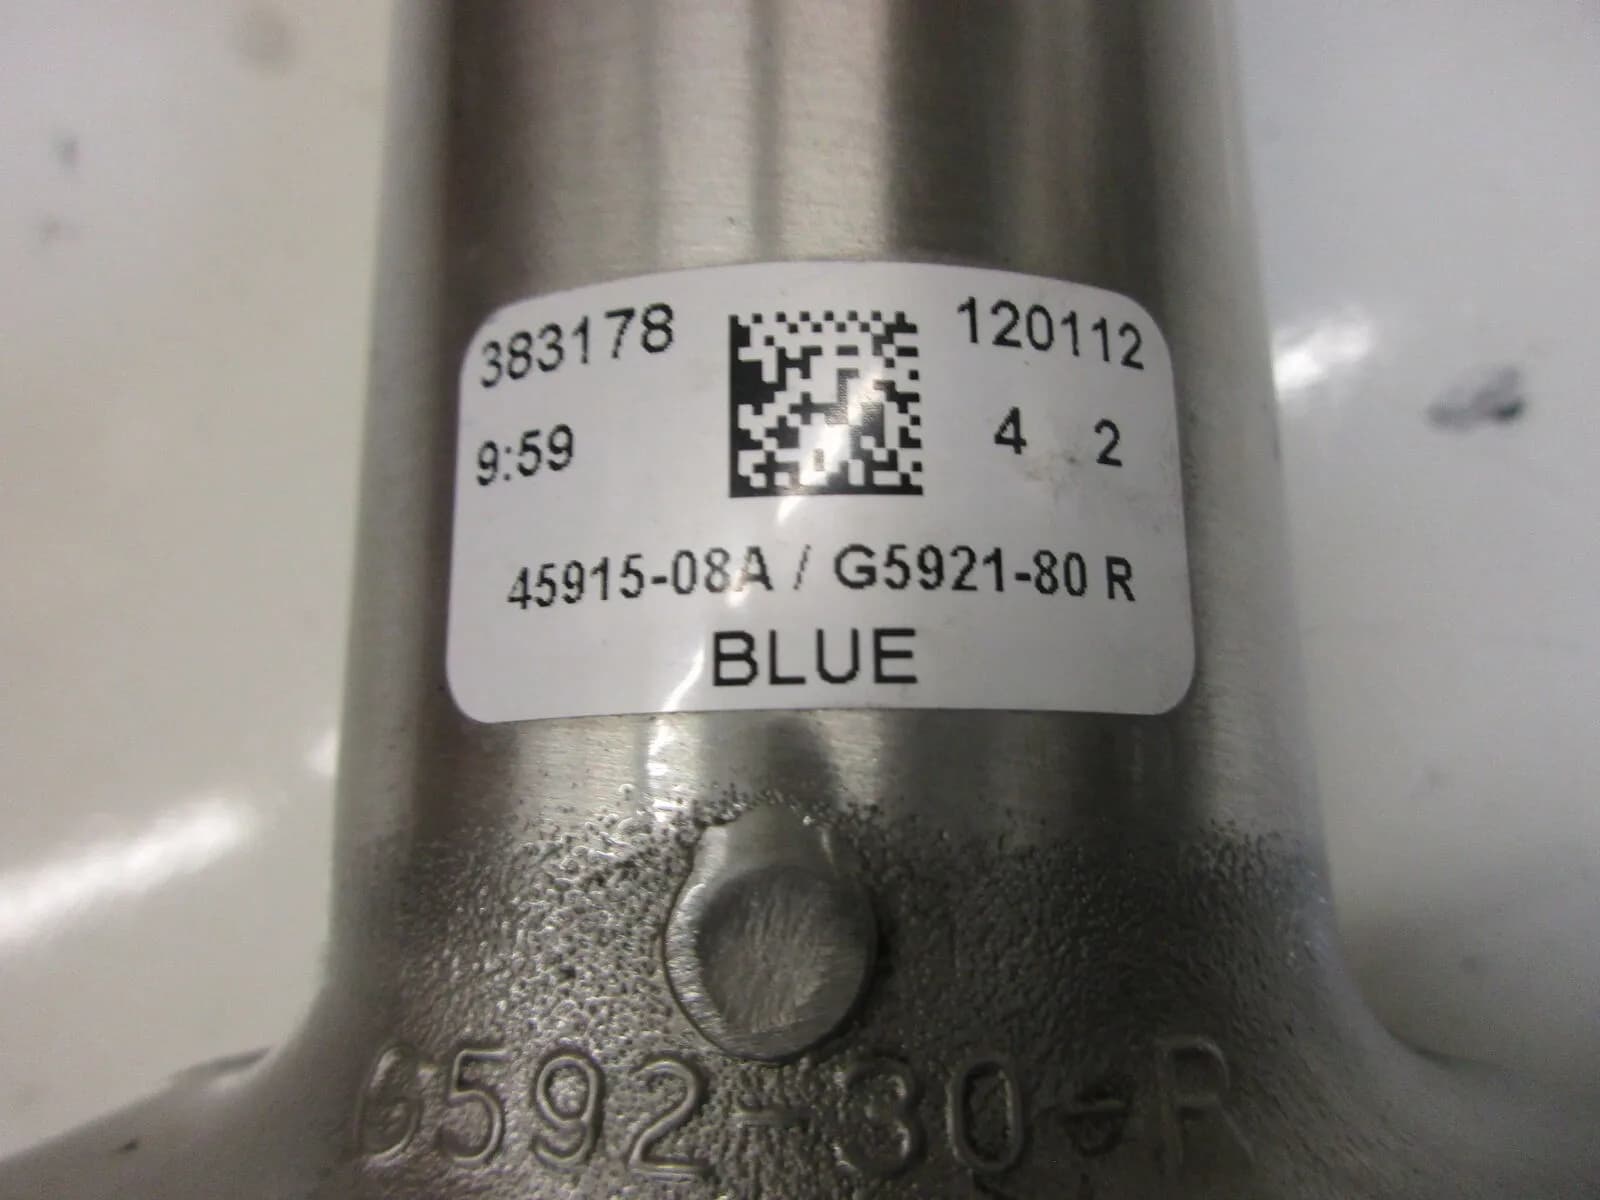 383178 120112
9:59 4 2
45915-08A / G5921-80 R
BLUE
G592-30-R